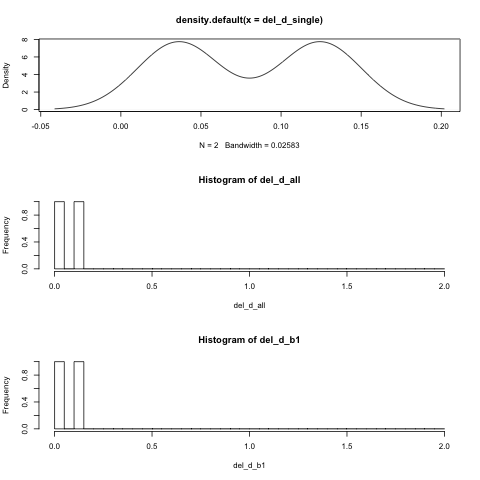 density.default(x = del_d_single)
Density
8
6
4
2
0
-0.05 0.00 0.05 0.10 0.15 0.20
N = 2 Bandwidth = 0.02583
Histogram of del_d_all
Frequency
0.8
0.4
0.0
0.0 0.5 1.0 1.5 2.0
del_d_all
Histogram of del_d_b1
Frequency
0.8
0.4
0.0
0.0 0.5 1.0 1.5 2.0
del_d_b1